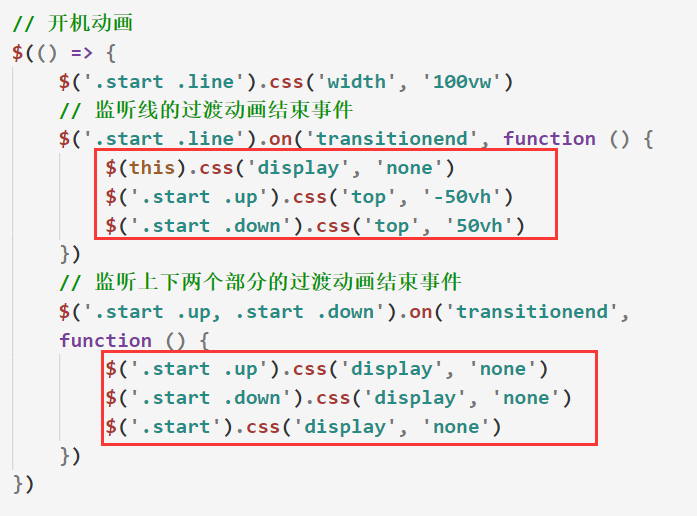 // 开机动画
$(() => {
    $('.start .line').css('width', '100vw')
    // 监听线的过渡动画结束事件
    $('.start .line').on('transitionend', function () {
        $(this).css('display', 'none')
        $('.start .up').css('top', '-50vh')
        $('.start .down').css('top', '50vh')
    })
    // 监听上下两个部分的过渡动画结束事件
    $('.start .up, .start .down').on('transitionend',
    function () {
        $('.start .up').css('display', 'none')
        $('.start .down').css('display', 'none')
        $('.start').css('display', 'none')
    })
})